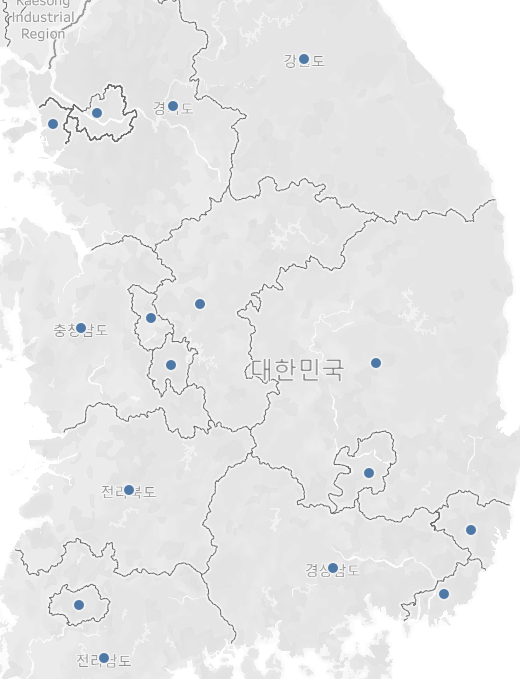 Kaesong
Industrial
Region
강원도
경기도
충청남도
대한민국
전라북도
경상남도
전라남도